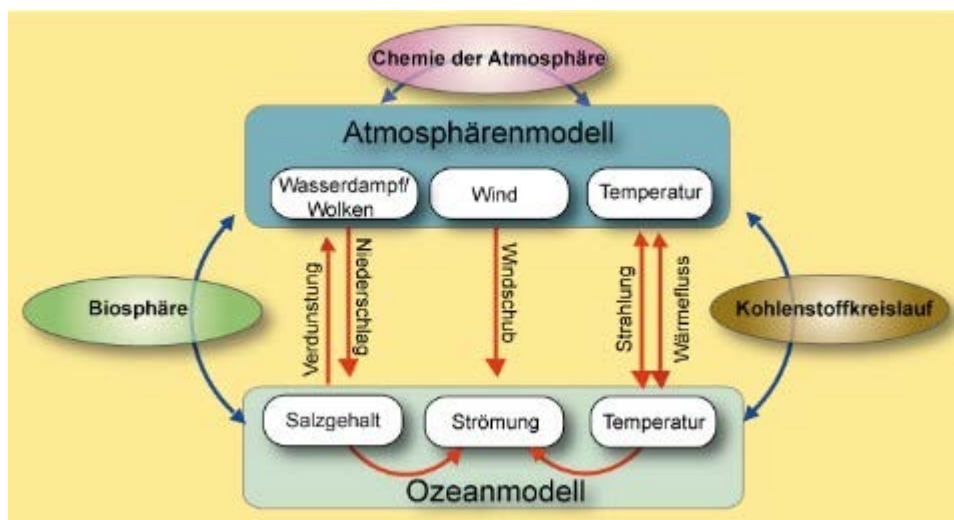 Chemie der Atmosphäre
Atmosphärenmodell
Wasserdampf/
Wolken
Wind
Temperatur
Verdunstung
Niederschlag
Windschub
Strahlung
Wärmefluss
Biosphäre
Kohlenstoffkreislauf
Salzgehalt
Strömung
Temperatur
Ozeanmodell